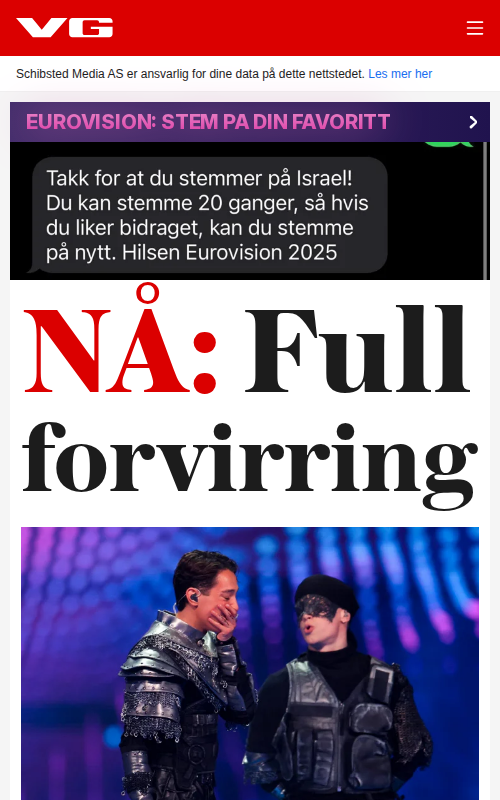 VG
Schibsted Media AS er ansvarlig for dine data på dette nettstedet. Les mer her
EUROVISION: STEM PA DIN FAVORITT
Takk for at du stemmer på Israel!
Du kan stemme 20 ganger, så hvis
du liker bidraget, kan du stemme
på nytt. Hilsen Eurovision 2025
NÅ: Full
forvirring